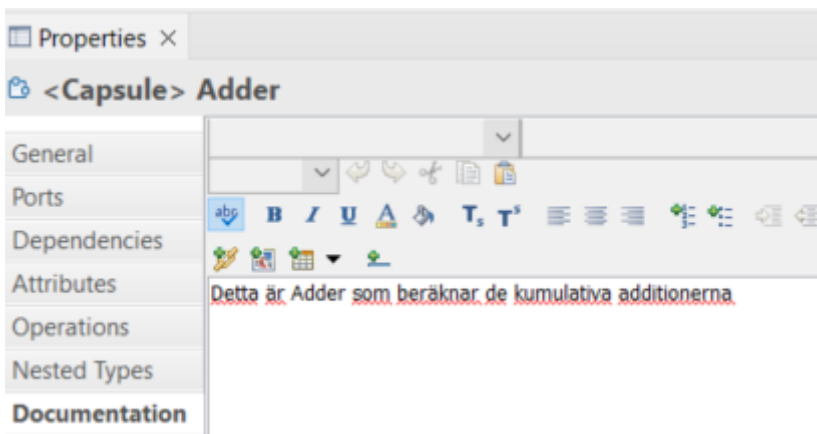 Properties
<Capsule> Adder
General
Ports
Dependencies
Attributes
Operations
Nested Types
Documentation
abc
B I U A T s T s
Detta är Adder som beräknar de kumulativa additionerna